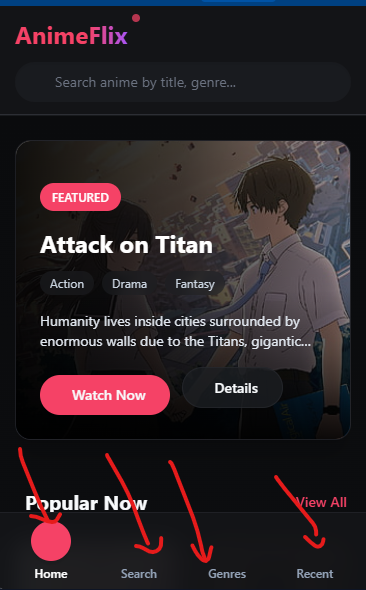 AnimeFlix
Search anime by title, genre...
FEATURED
Attack on Titan
Action Drama Fantasy
Humanity lives inside cities surrounded by
enormous walls due to the Titans, gigantic...
Watch Now Details
Popular Now View All
Home Search Genres Recent